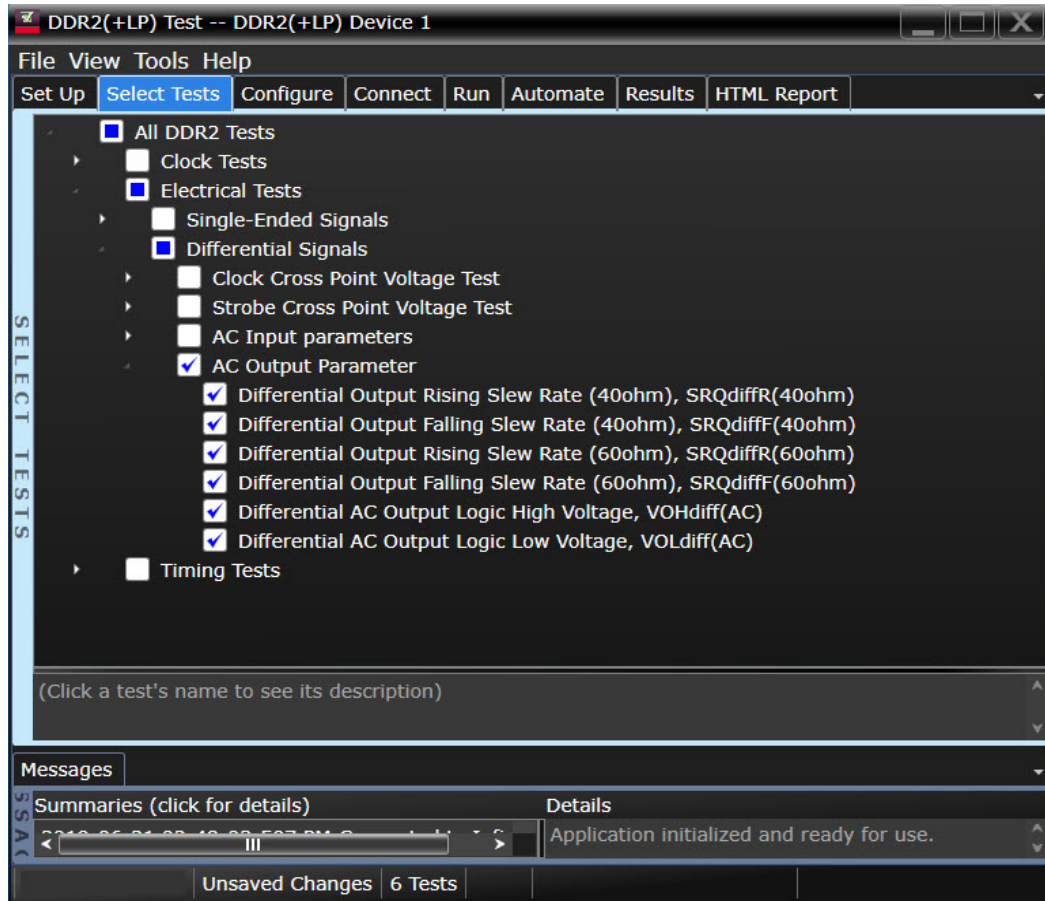 DDR2(+LP) Test -- DDR2(+LP) Device 1
File View Tools Help
Set Up Select Tests Configure Connect Run Automate Results HTML Report
All DDR2 Tests
Clock Tests
Electrical Tests
Single-Ended Signals
Differential Signals
Clock Cross Point Voltage Test
Strobe Cross Point Voltage Test
AC Input parameters
AC Output Parameter
Differential Output Rising Slew Rate (40ohm), SRQdiffR(40ohm)
Differential Output Falling Slew Rate (40ohm), SRQdiffF(40ohm)
Differential Output Rising Slew Rate (60ohm), SRQdiffR(60ohm)
Differential Output Falling Slew Rate (60ohm), SRQdiffF(60ohm)
Differential AC Output Logic High Voltage, VOHdiff(AC)
Differential AC Output Logic Low Voltage, VOLdiff(AC)
Timing Tests
SELECT TESTS
(Click a test's name to see its description)
Messages
Summaries (click for details) Details
Application initialized and ready for use.
Unsaved Changes 6 Tests